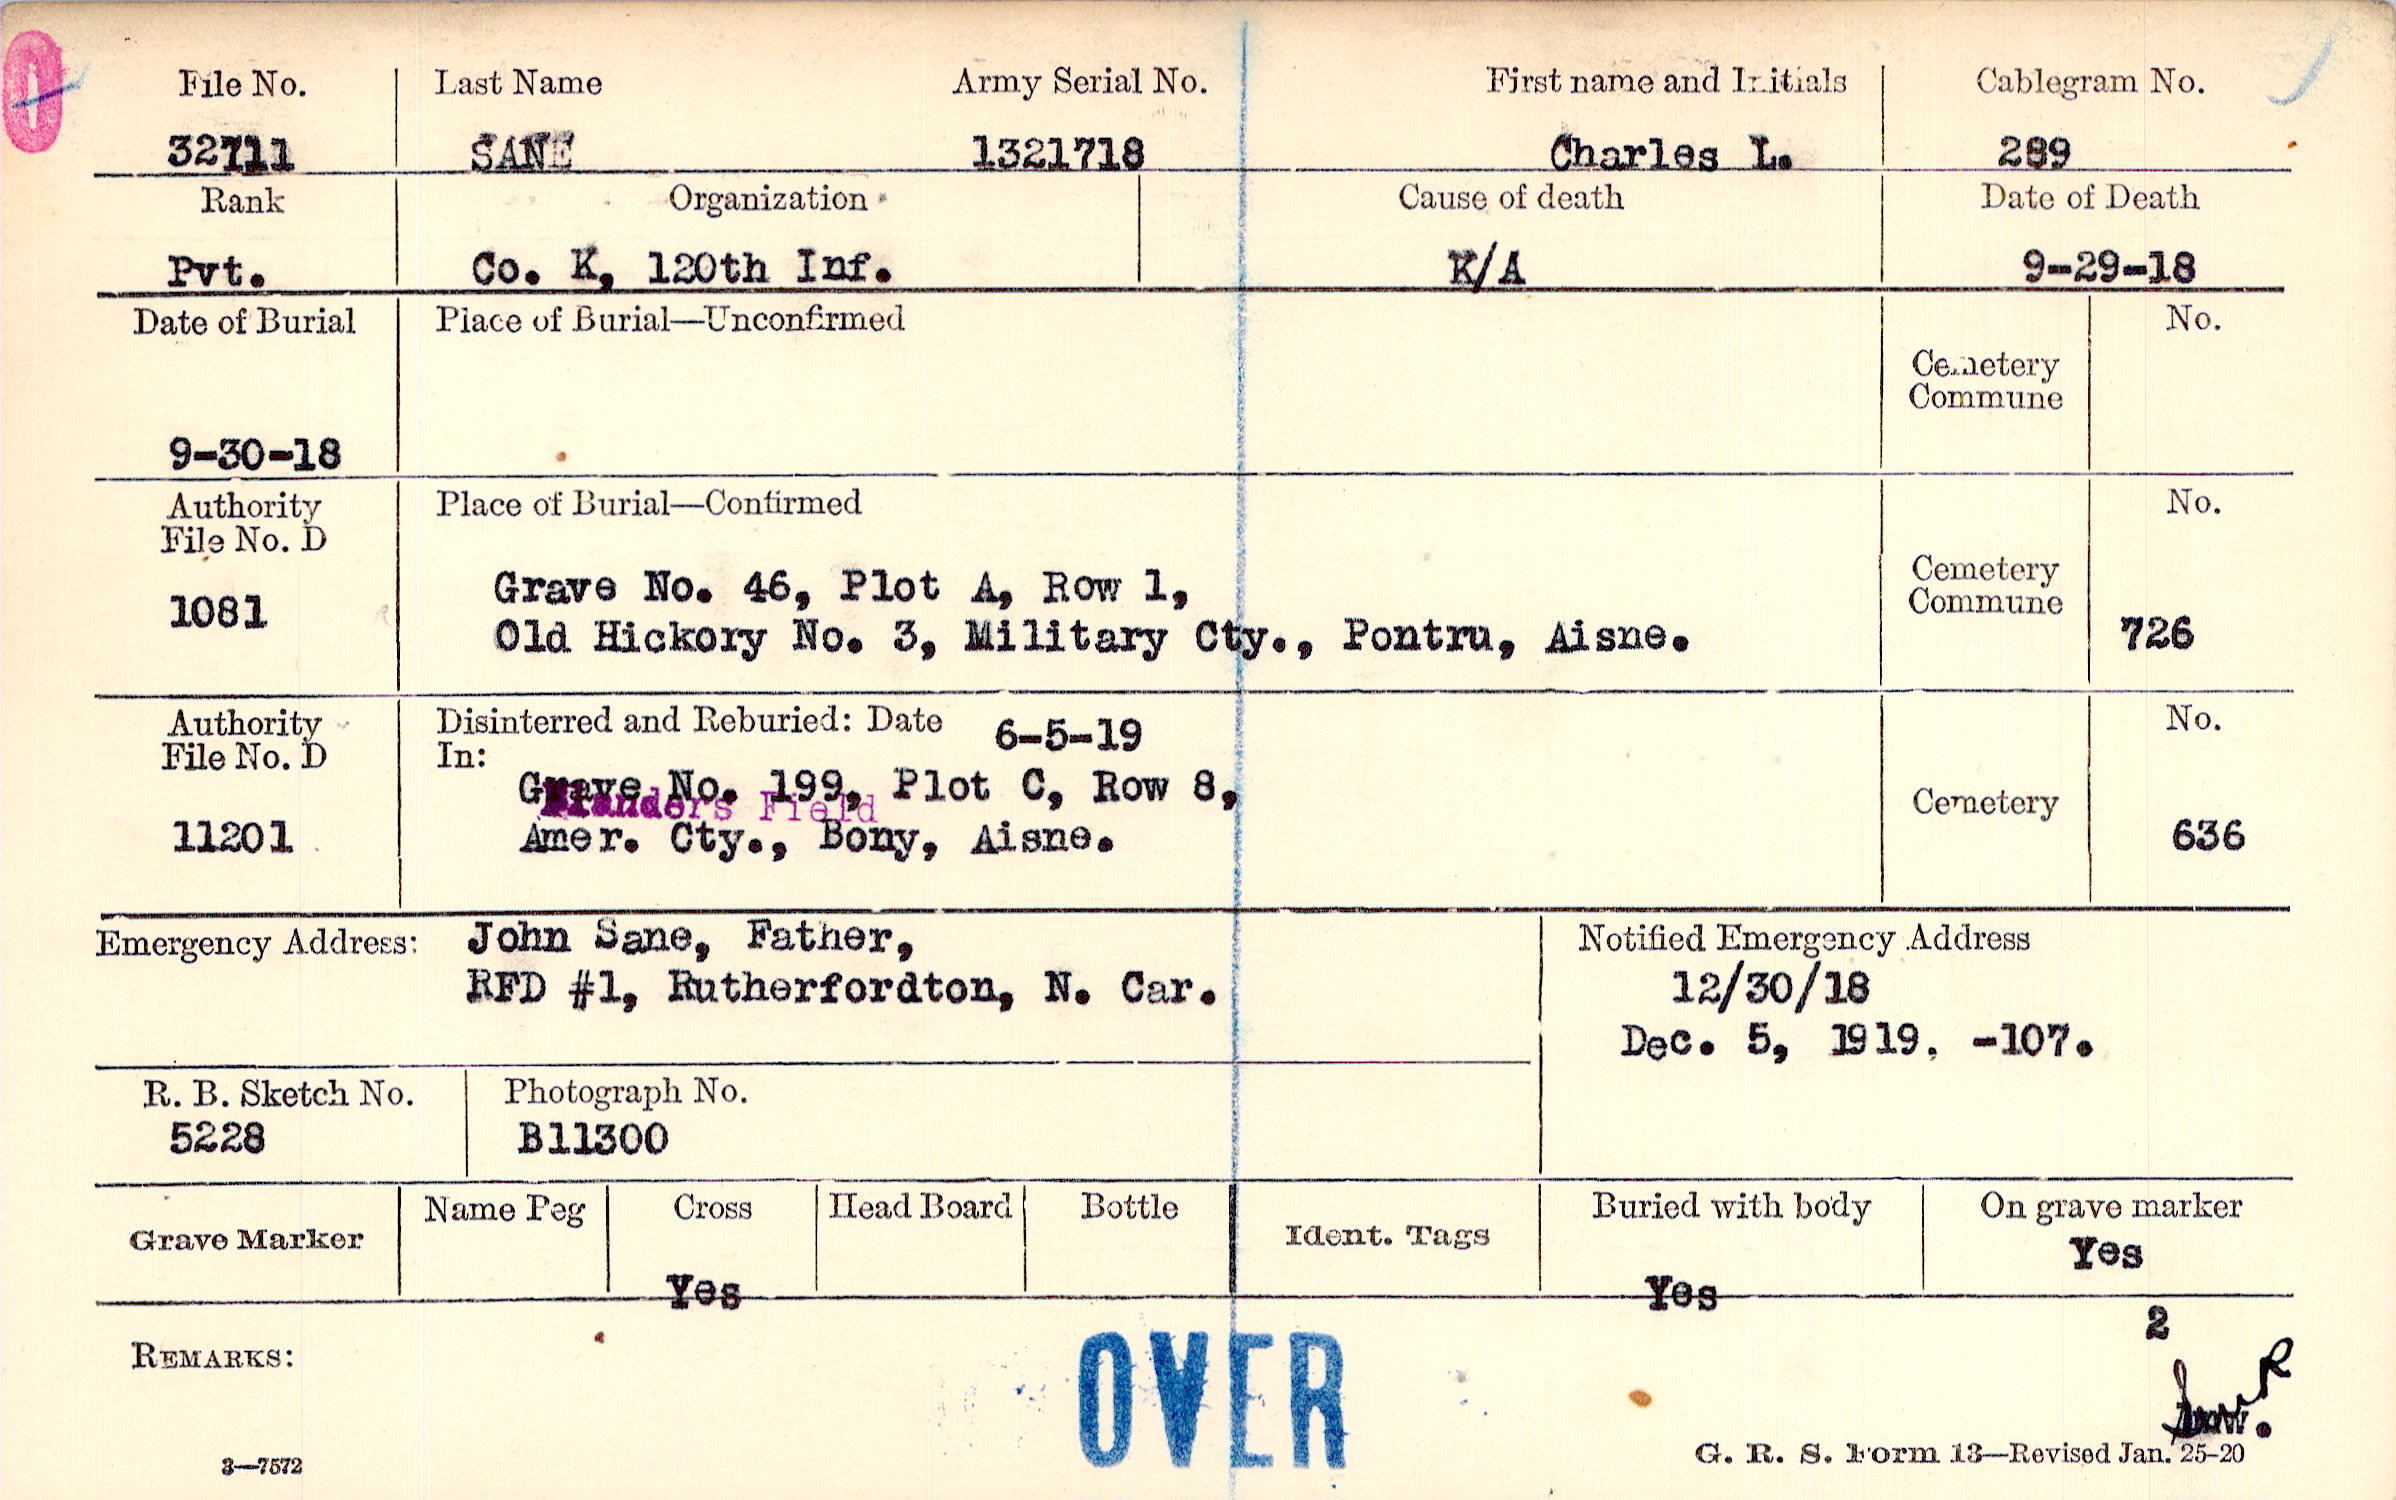 File No. Last Name Army Serial No. First name and Initials Cablegram No.
32711 SANE 1321718 Charles L. 289
Rank Organization Cause of death Date of Death
Pvt. Co. K, 120th Inf. K/A 9-29-18
Date of Burial Place of Burial—Unconfirmed No.
Cemetery
Commune
9-30-18
Authority Place of Burial—Confirmed No.
File No. D
Grave No. 46, Plot A, Row 1, Cemetery
1081 Commune
Old Hickory No. 3, Military Cty., Pontru, Aisne. 726
Authority Disinterred and Reburied: Date 6-5-19 No.
File No. D In:
Grave No. 199, Plot C, Row 8,
Flanders Field Cemetery
11201 Amer. Cty., Bony, Aisne. 636
Emergency Address: John Sane, Father, Notified Emergency Address
RFD #1, Rutherfordton, N. Car. 12/30/18
Dec. 5, 1919. -107.
R. B. Sketch No. Photograph No.
5228 B11300
Name Peg Cross Head Board Bottle Buried with body On grave marker
Grave Marker Ident. Tags Yes
Yes Yes
2
OVER
REMARKS:
R
3—7572 G. R. S. Form 13—Revised Jan. 25-20